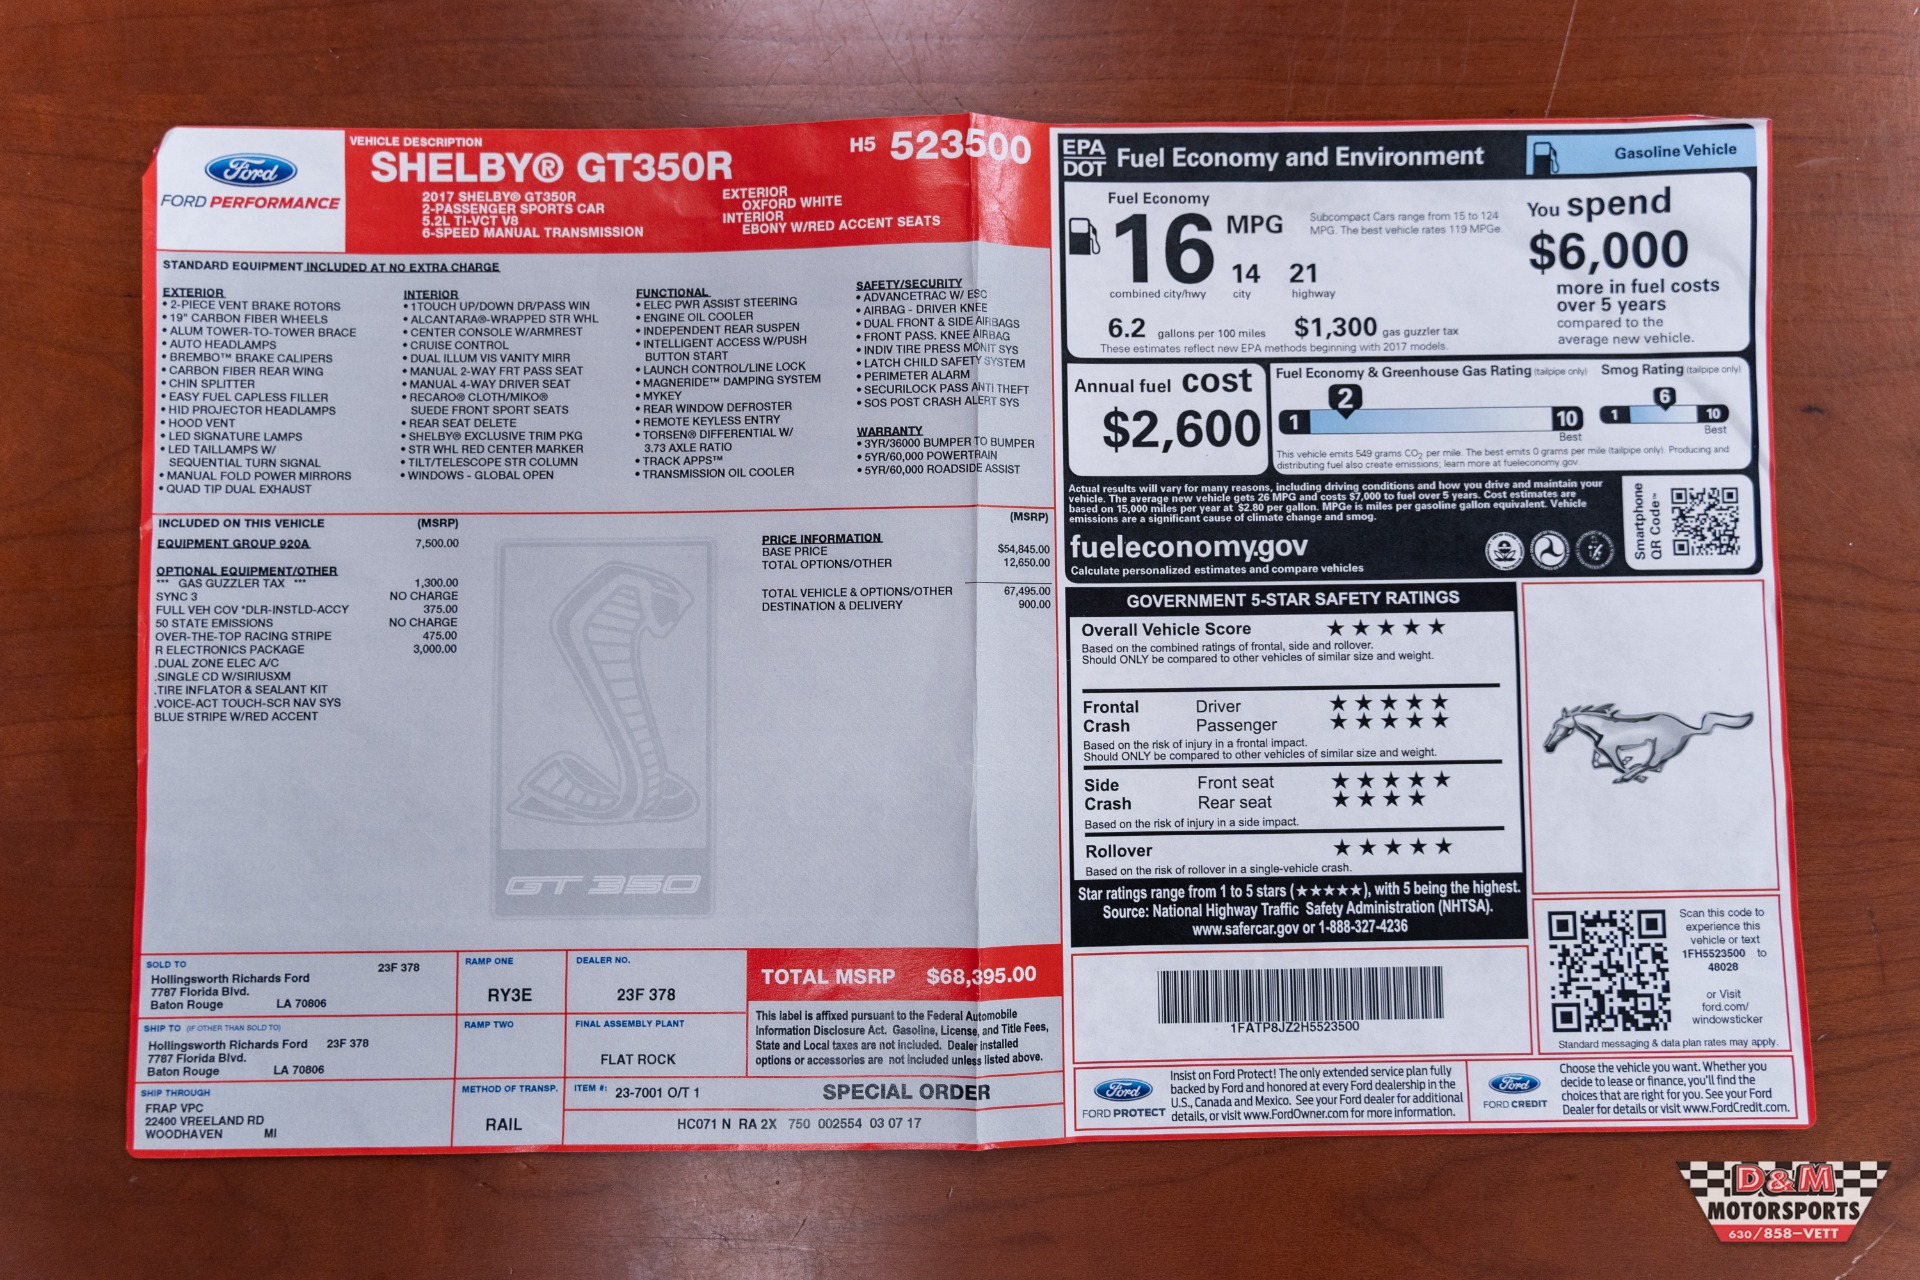 Ford
FORD PERFORMANCE
VEHICLE DESCRIPTION
SHELBY® GT350R
H5 523500
2017 SHELBY® GT350R
2-PASSENGER SPORTS CAR
5.2L TI-VCT V8
6-SPEED MANUAL TRANSMISSION
EXTERIOR
OXFORD WHITE
INTERIOR
EBONY W/RED ACCENT SEATS
STANDARD EQUIPMENT INCLUDED AT NO EXTRA CHARGE
EXTERIOR
• 2-PIECE VENT BRAKE ROTORS
• 19" CARBON FIBER WHEELS
• ALUM TOWER-TO-TOWER BRACE
• AUTO HEADLAMPS
• BREMBO™ BRAKE CALIPERS
• CARBON FIBER REAR WING
• CHIN SPLITTER
• EASY FUEL CAPLESS FILLER
• HID PROJECTOR HEADLAMPS
• HOOD VENT
• LED SIGNATURE LAMPS
• LED TAILLAMPS W/
SEQUENTIAL TURN SIGNAL
• MANUAL FOLD POWER MIRRORS
• QUAD TIP DUAL EXHAUST
INTERIOR
• 1TOUCH UP/DOWN DR/PASS WIN
• ALCANTARA®-WRAPPED STR WHL
• CENTER CONSOLE W/ARMREST
• CRUISE CONTROL
• DUAL ILLUM VIS VANITY MIRR
• MANUAL 2-WAY FRT PASS SEAT
• MANUAL 4-WAY DRIVER SEAT
• RECARO® CLOTH/MIKO®
SUEDE FRONT SPORT SEATS
• REAR SEAT DELETE
• SHELBY® EXCLUSIVE TRIM PKG
• STR WHL RED CENTER MARKER
• TILT/TELESCOPE STR COLUMN
• WINDOWS - GLOBAL OPEN
FUNCTIONAL
• ELEC PWR ASSIST STEERING
• ENGINE OIL COOLER
• INDEPENDENT REAR SUSPEN
• INTELLIGENT ACCESS W/PUSH
BUTTON START
• LAUNCH CONTROL/LINE LOCK
• MAGNERIDE™ DAMPING SYSTEM
• MYKEY
• REAR WINDOW DEFROSTER
• REMOTE KEYLESS ENTRY
• TORSEN® DIFFERENTIAL W/
3.73 AXLE RATIO
• TRACK APPS™
• TRANSMISSION OIL COOLER
SAFETY/SECURITY
• ADVANCETRAC W/ ESC
• AIRBAG - DRIVER KNEE
• DUAL FRONT & SIDE AIRBAGS
• FRONT PASS. KNEE AIRBAG
• INDIV TIRE PRESS MONIT SYS
• LATCH CHILD SAFETY SYSTEM
• PERIMETER ALARM
• SECURILOCK PASS ANTI THEFT
• SOS POST CRASH ALERT SYS
WARRANTY
• 3YR/36000 BUMPER TO BUMPER
• 5YR/60,000 POWERTRAIN
• 5YR/60,000 ROADSIDE ASSIST
INCLUDED ON THIS VEHICLE (MSRP)
EQUIPMENT GROUP 920A 7,500.00
OPTIONAL EQUIPMENT/OTHER
*** GAS GUZZLER TAX *** 1,300.00
SYNC 3 NO CHARGE
FULL VEH COV *DLR-INSTLD-ACCY 375.00
50 STATE EMISSIONS NO CHARGE
OVER-THE-TOP RACING STRIPE 475.00
R ELECTRONICS PACKAGE 3,000.00
.DUAL ZONE ELEC A/C
.SINGLE CD W/SIRIUSXM
.TIRE INFLATOR & SEALANT KIT
.VOICE-ACT TOUCH-SCR NAV SYS
BLUE STRIPE W/RED ACCENT
GT 350
(MSRP)
PRICE INFORMATION
BASE PRICE $54,845.00
TOTAL OPTIONS/OTHER 12,650.00
TOTAL VEHICLE & OPTIONS/OTHER 67,495.00
DESTINATION & DELIVERY 900.00
SOLD TO 23F 378
Hollingsworth Richards Ford
7787 Florida Blvd.
Baton Rouge LA 70806
SHIP TO (IF OTHER THAN SOLD TO)
Hollingsworth Richards Ford 23F 378
7787 Florida Blvd.
Baton Rouge LA 70806
SHIP THROUGH
FRAP VPC
22400 VREELAND RD
WOODHAVEN MI
RAMP ONE
RY3E
RAMP TWO
METHOD OF TRANSP.
RAIL
DEALER NO.
23F 378
FINAL ASSEMBLY PLANT
FLAT ROCK
ITEM #: 23-7001 O/T 1
SPECIAL ORDER
HC071 N RA 2X 750 002554 03 07 17
TOTAL MSRP $68,395.00
This label is affixed pursuant to the Federal Automobile
Information Disclosure Act. Gasoline, License, and Title Fees,
State and Local taxes are not included. Dealer installed
options or accessories are not included unless listed above.
EPA
DOT
Fuel Economy and Environment
Gasoline Vehicle
Fuel Economy
16 MPG
combined city/hwy
14
city
21
highway
Subcompact Cars range from 15 to 124
MPG. The best vehicle rates 119 MPGe.
6.2 gallons per 100 miles
$1,300 gas guzzler tax
These estimates reflect new EPA methods beginning with 2017 models.
You spend
$6,000
more in fuel costs
over 5 years
compared to the
average new vehicle.
Annual fuel cost
$2,600
Fuel Economy & Greenhouse Gas Rating (tailpipe only)
1 2 10
Best
Smog Rating (tailpipe only)
1 6 10
Best
This vehicle emits 549 grams CO2 per mile. The best emits 0 grams per mile (tailpipe only). Producing and
distributing fuel also create emissions; learn more at fueleconomy.gov.
Actual results will vary for many reasons, including driving conditions and how you drive and maintain your
vehicle. The average new vehicle gets 26 MPG and costs $7,000 to fuel over 5 years. Cost estimates are
based on 15,000 miles per year at $2.80 per gallon. MPGe is miles per gasoline gallon equivalent. Vehicle
emissions are a significant cause of climate change and smog.
fueleconomy.gov
Calculate personalized estimates and compare vehicles
Smartphone
QR Code™
GOVERNMENT 5-STAR SAFETY RATINGS
Overall Vehicle Score ★★★★★
Based on the combined ratings of frontal, side and rollover.
Should ONLY be compared to other vehicles of similar size and weight.
Frontal Driver ★★★★★
Crash Passenger ★★★★★
Based on the risk of injury in a frontal impact.
Should ONLY be compared to other vehicles of similar size and weight.
Side Front seat ★★★★★
Crash Rear seat ★★★★
Based on the risk of injury in a side impact.
Rollover ★★★★★
Based on the risk of rollover in a single-vehicle crash.
Star ratings range from 1 to 5 stars (★★★★★), with 5 being the highest.
Source: National Highway Traffic Safety Administration (NHTSA).
www.safercar.gov or 1-888-327-4236
1FATP8JZ2H5523500
Scan this code to
experience this
vehicle or text
1FH5523500 to
48028
or Visit
ford.com/
windowsticker
Standard messaging & data plan rates may apply.
Ford
FORD PROTECT
Insist on Ford Protect! The only extended service plan fully
backed by Ford and honored at every Ford dealership in the
U.S., Canada and Mexico. See your Ford dealer for additional
details, or visit www.FordOwner.com for more information.
Ford
FORD CREDIT
Choose the vehicle you want. Whether you
decide to lease or finance, you'll find the
choices that are right for you. See your Ford
Dealer for details or visit www.FordCredit.com.
D&M
MOTORSPORTS
630/858-VETT